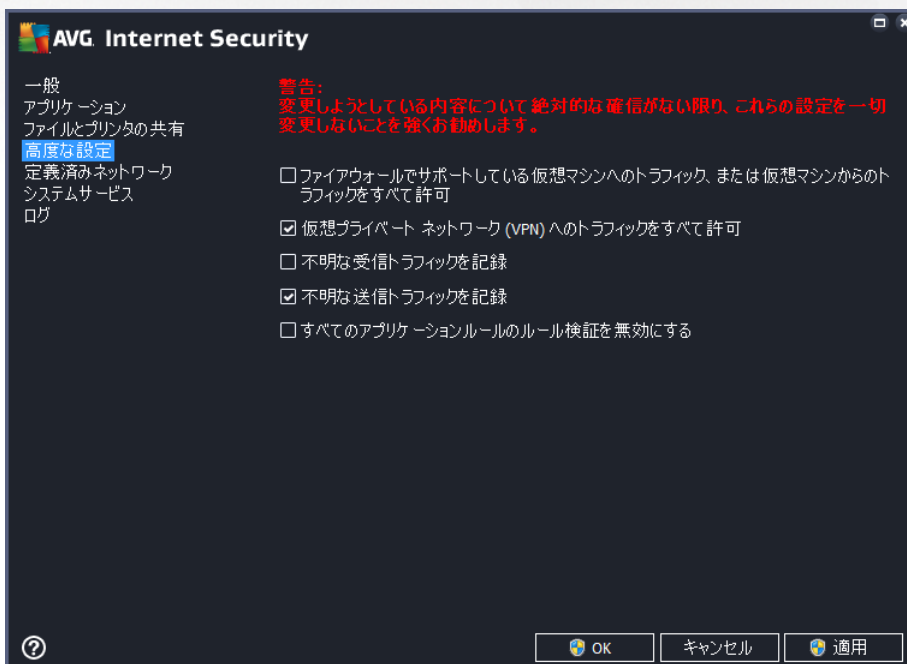 AVG Internet Security
一般
アプリケーション
ファイルとプリンタの共有
高度な設定
定義済みネットワーク
システムサービス
ログ
警告:
変更しようとしている内容について絶対的な確信がない限り、これらの設定を一切
変更しないことを強くお勧めします。
ファイアウォールでサポートしている仮想マシンへのトラフィック、または仮想マシンからのト
ラフィックをすべて許可
仮想プライベート ネットワーク (VPN) へのトラフィックをすべて許可
不明な受信トラフィックを記録
不明な送信トラフィックを記録
すべてのアプリケーションルールのルール検証を無効にする
?
OK
キャンセル
適用